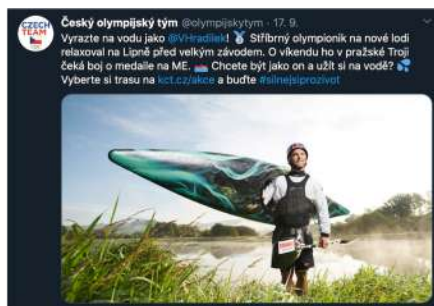 CZECH
TEAM
Český olympijský tým @olympijskytym · 17. 9.
Vyrazte na vodu jako @VHradilek! Stříbrný olympionik na nové lodi
relaxoval na Lipně před velkým závodem. O víkendu ho v pražské Troji
čeká boj o medaile na ME. Chcete být jako on a užít si na vodě?
Vyberte si trasu na kct.cz/akce a buďte #silnejsiprozivot